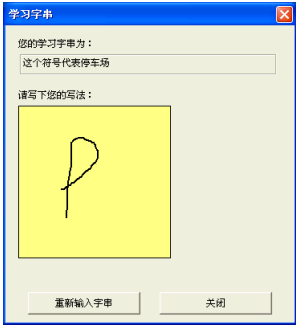 学习字串
您的学习字串为：
这个符号代表停车场
请写下您的写法：
P
重新输入字串
关闭